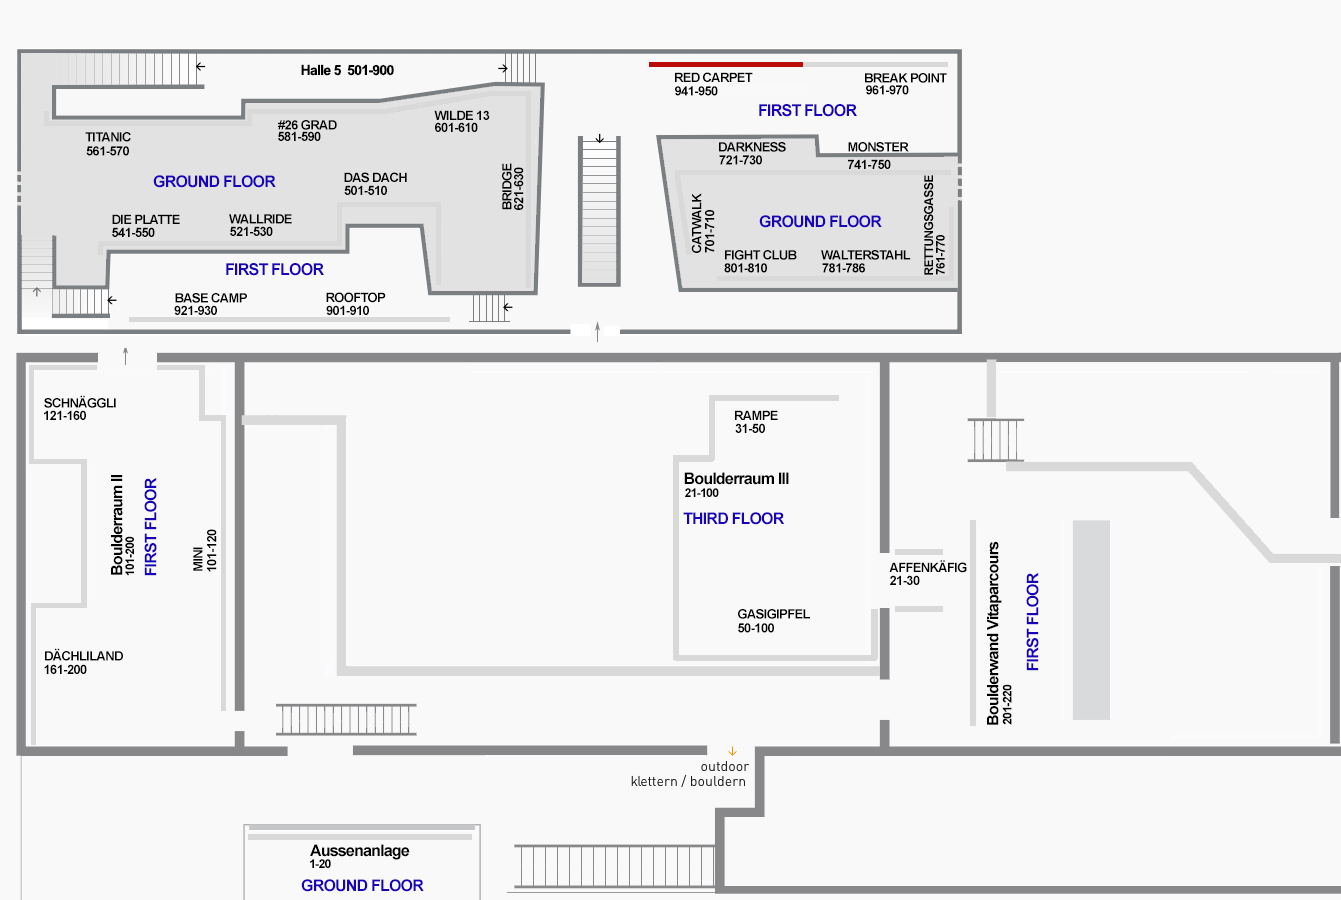 Halle 5  501-900
RED CARPET
941-950
BREAK POINT
961-970
FIRST FLOOR
TITANIC
561-570
#26 GRAD
581-590
WILDE 13
601-610
GROUND FLOOR
DAS DACH
501-510
BRIDGE
621-630
DIE PLATTE
541-550
WALLRIDE
521-530
FIRST FLOOR
BASE CAMP
921-930
ROOFTOP
901-910
DARKNESS
721-730
MONSTER
741-750
CATWALK
701-710
GROUND FLOOR
RETTUNGSGASSE
761-770
FIGHT CLUB
801-810
WALTERSTAHL
781-786
SCHNÄGGLI
121-160
Boulderraum II
101-200
FIRST FLOOR
MINI
101-120
DÄCHLILAND
161-200
RAMPE
31-50
Boulderraum III
21-100
THIRD FLOOR
GASIGIPFEL
50-100
AFFENKÄFIG
21-30
Boulderwand Vitaparcours
201-220
FIRST FLOOR
outdoor
klettern / bouldern
Aussenanlage
1-20
GROUND FLOOR